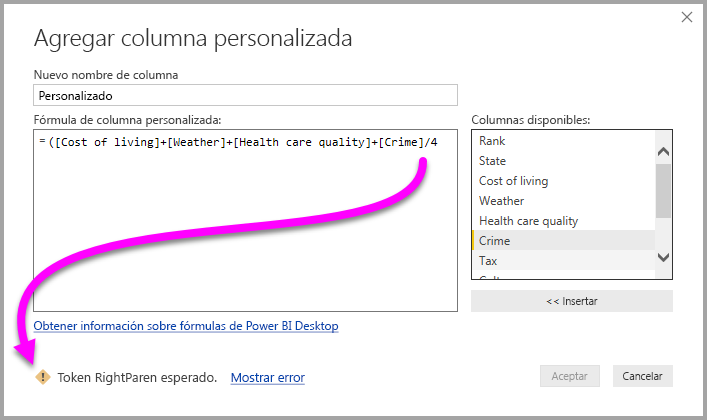 Agregar columna personalizada
Nuevo nombre de columna
Personalizado
Fórmula de columna personalizada:
= ([Cost of living]+[Weather]+[Health care quality]+[Crime]/4
Columnas disponibles:
Rank
State
Cost of living
Weather
Health care quality
Crime
Tax
<< Insertar
Obtener información sobre fórmulas de Power BI Desktop
Token RightParen esperado. Mostrar error
Aceptar Cancelar